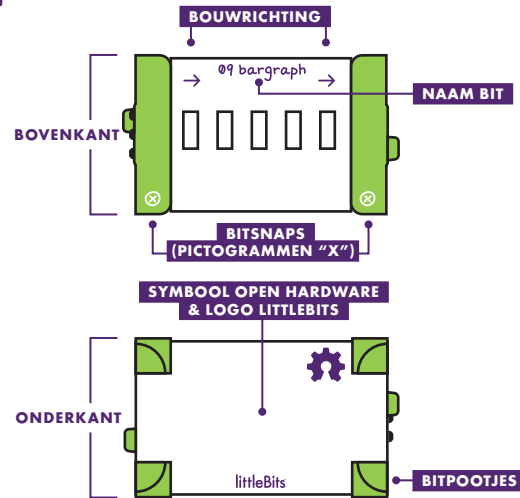 BOUWRICHTING
09 bargraph
NAAM BIT
BOVENKANT
BITSNAPS
(PICTOGRAMMEN “X”)
SYMBOOL OPEN HARDWARE
& LOGO LITTLEBITS
ONDERKANT
littleBits
BITPOOTJES